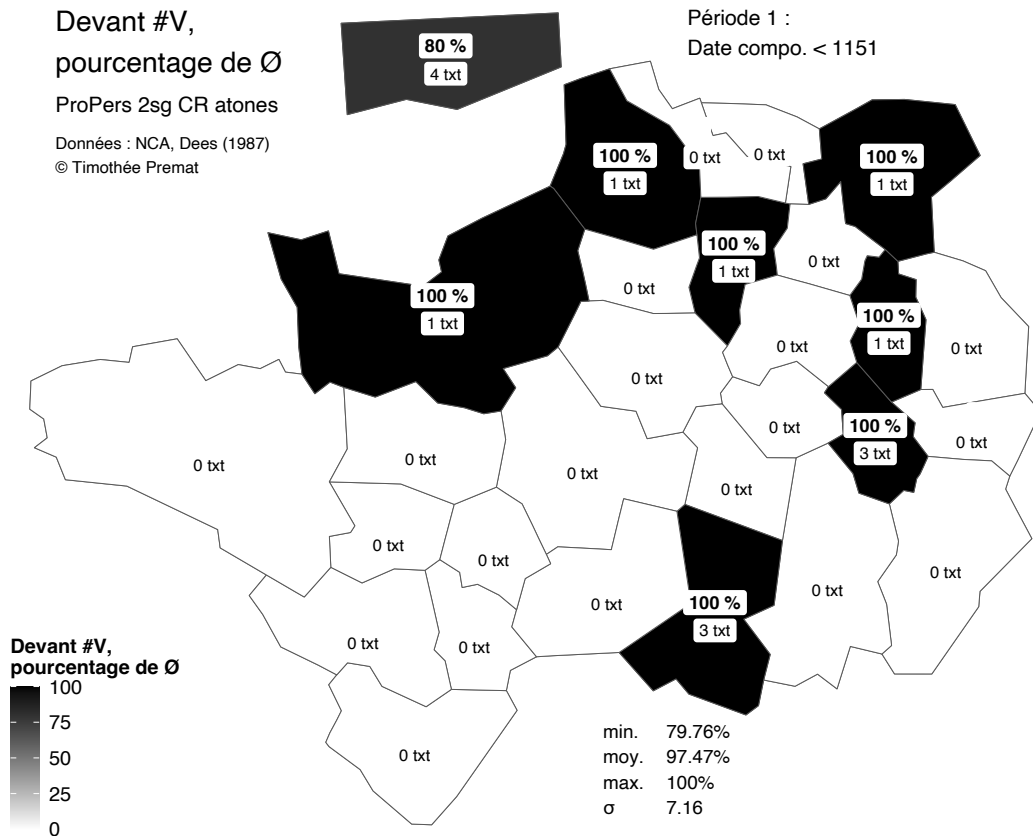 Devant #V,
pourcentage de Ø
ProPers 2sg CR atones
Données : NCA, Dees (1987)
© Timothée Premat
Période 1 :
Date compo. < 1151
80 %
4 txt
100 %
1 txt
0 txt
0 txt
100 %
1 txt
100 %
1 txt
0 txt
0 txt
100 %
1 txt
100 %
1 txt
0 txt
0 txt
0 txt
0 txt
100 %
3 txt
0 txt
0 txt
0 txt
0 txt
0 txt
0 txt
0 txt
0 txt
0 txt
0 txt
0 txt
100 %
3 txt
0 txt
0 txt
0 txt
Devant #V,
pourcentage de Ø
100
75
50
25
0
min. 79.76%
moy. 97.47%
max. 100%
σ 7.16